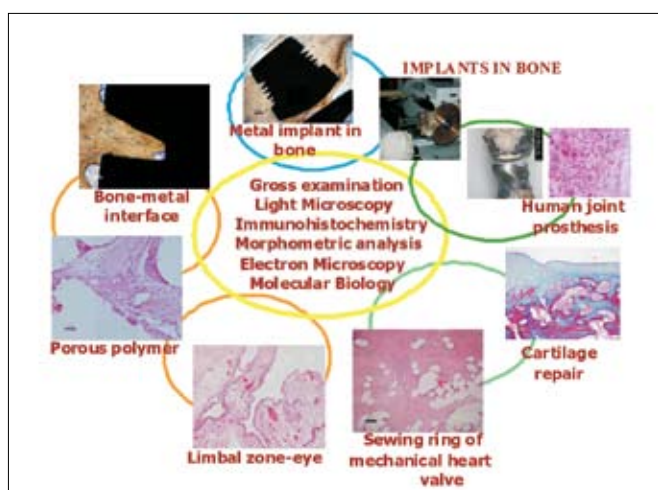 IMPLANTS IN BONE
Metal implant in
bone
Bone-metal
interface
Gross examination
Light Microscopy
Immunohistochemistry
Morphometric analysis
Electron Microscopy
Molecular Biology
Human joint
prosthesis
Porous polymer
Cartilage
repair
Limbal zone-eye
Sewing ring of
mechanical heart
valve